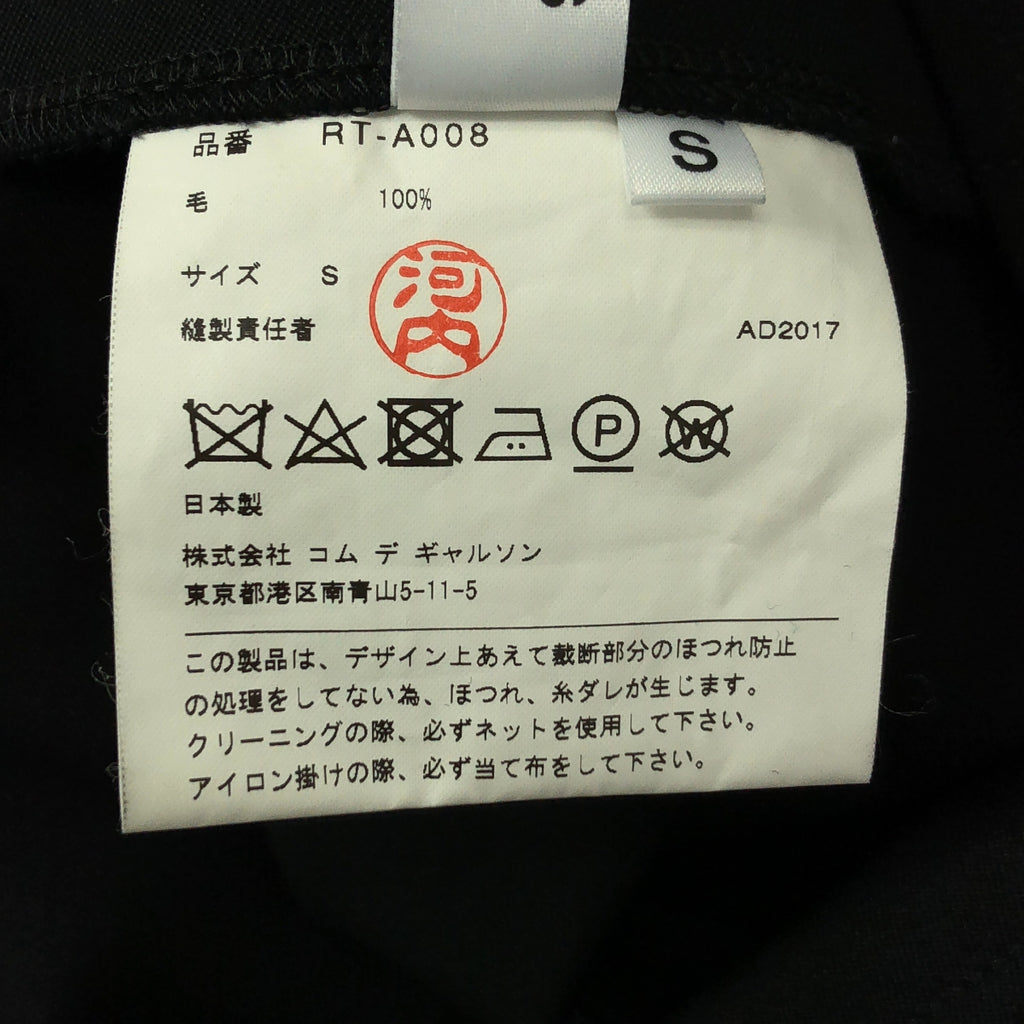 品番 RT-A008
S
毛 100%
サイズ S
河内
縫製責任者
AD2017
P
W
日本製
株式会社 コム デ ギャルソン
東京都港区南青山5-11-5
この製品は、デザイン上あえて裁断部分のほつれ防止
の処理をしてない為、ほつれ、糸ダレが生じます。
クリーニングの際、必ずネットを使用して下さい。
アイロン掛けの際、必ず当て布をして下さい。